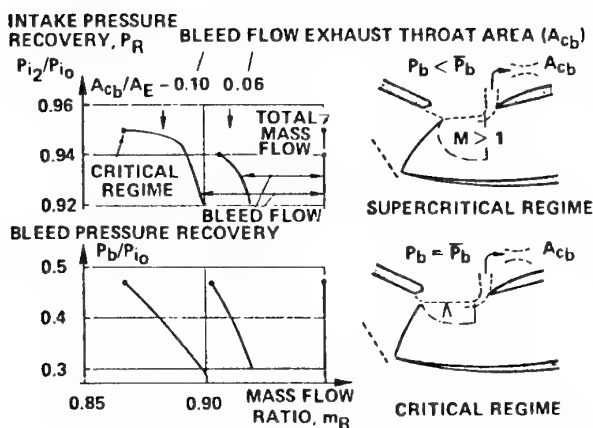 INTAKE PRESSURE
RECOVERY, PR
BLEED FLOW EXHAUST THROAT AREA (Acb)
Pi2/Pio
Acb/AE – 0.10 0.06
0.96
0.94
0.92
TOTAL
MASS
FLOW
CRITICAL
REGIME
BLEED FLOW
Pb < P̄b
Acb
M > 1
SUPERCRITICAL REGIME
BLEED PRESSURE RECOVERY
Pb/Pio
0.5
0.4
0.3
0.85
0.90
MASS FLOW
RATIO, mR
Pb = P̄b
Acb
Λ
CRITICAL REGIME